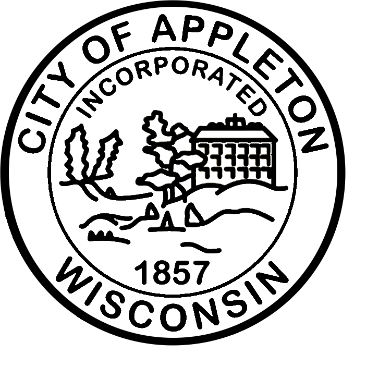 CITY OF APPLETON
INCORPORATED
1857
WISCONSIN